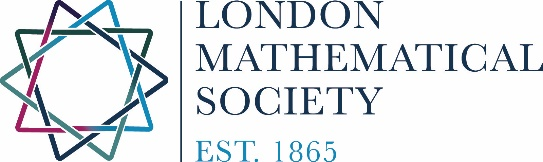 LONDON
MATHEMATICAL
SOCIETY
EST. 1865